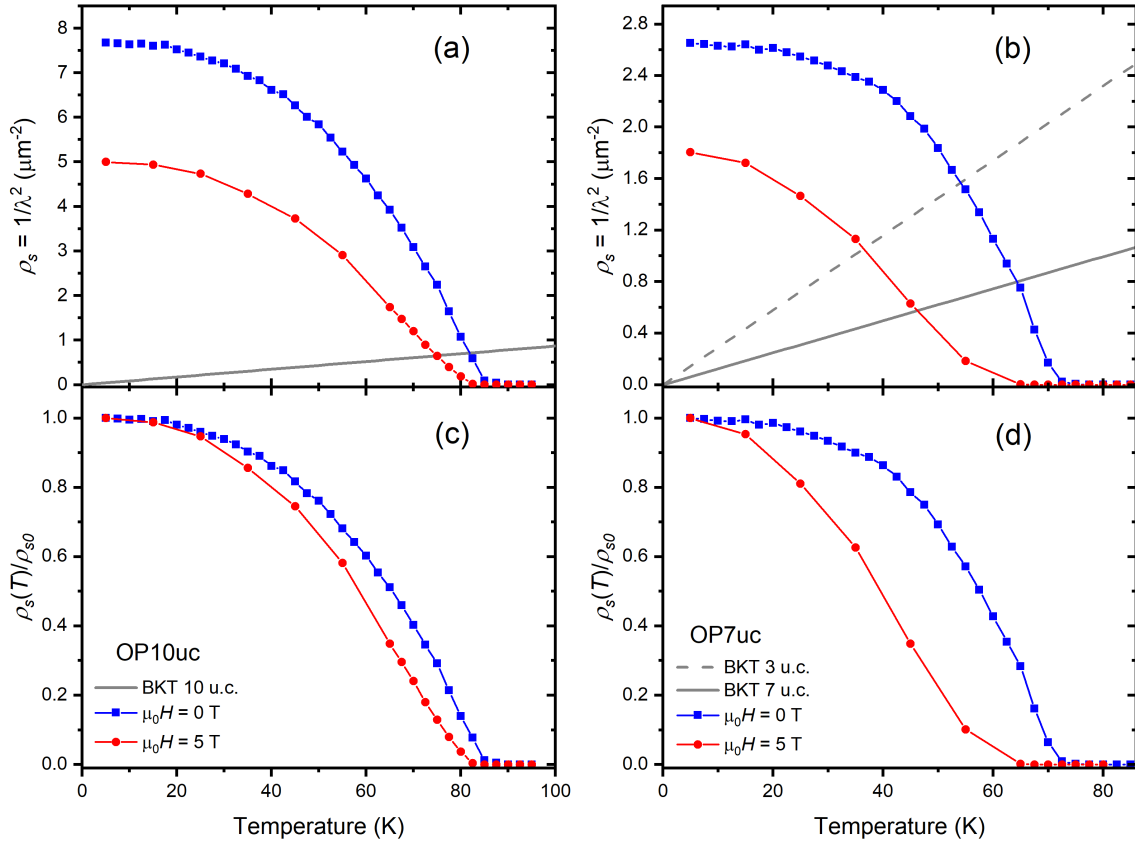 (a)
8
7
6
5
4
3
2
1
0
ρs = 1/λ² (μm⁻²)
(b)
2.8
2.4
2.0
1.6
1.2
0.8
0.4
0.0
ρs = 1/λ² (μm⁻²)
(c)
1.0
0.8
0.6
0.4
0.2
0.0
ρs(T)/ρs0
OP10uc
BKT 10 u.c.
μ0H = 0 T
μ0H = 5 T
0 20 40 60 80 100
Temperature (K)
(d)
1.0
0.8
0.6
0.4
0.2
0.0
ρs(T)/ρs0
OP7uc
BKT 3 u.c.
BKT 7 u.c.
μ0H = 0 T
μ0H = 5 T
0 20 40 60 80
Temperature (K)